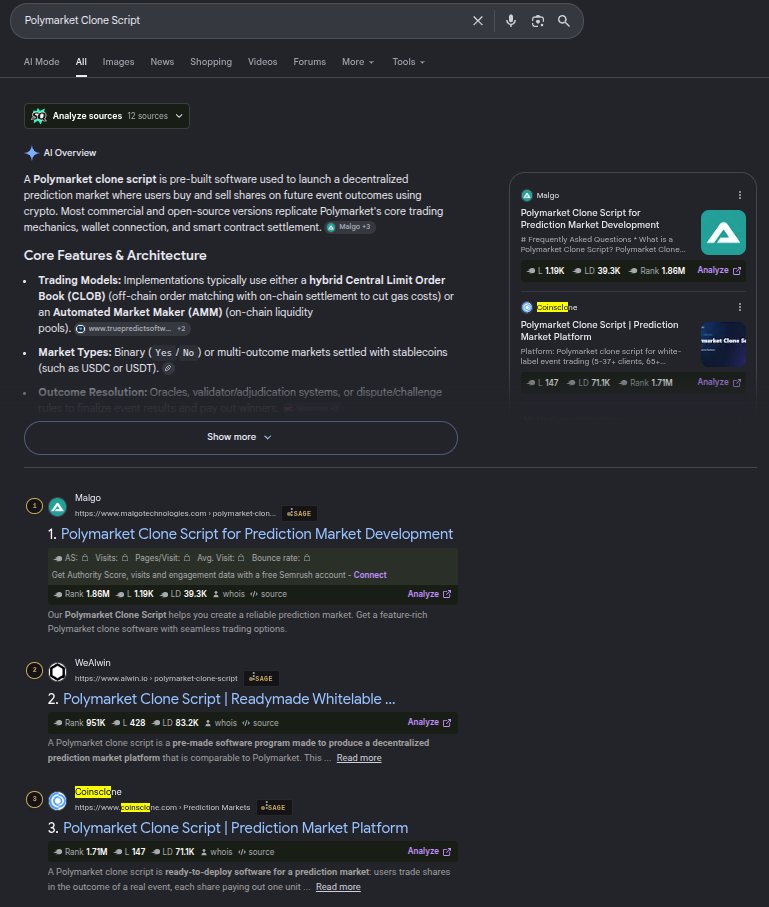 Polymarket Clone Script
AI Mode All Images News Shopping Videos Forums More Tools
Analyze sources 12 sources
AI Overview
A Polymarket clone script is pre-built software used to launch a decentralized
prediction market where users buy and sell shares on future event outcomes using
crypto. Most commercial and open-source versions replicate Polymarket's core trading
mechanics, wallet connection, and smart contract settlement. Malgo +3
Core Features & Architecture
• Trading Models: Implementations typically use either a hybrid Central Limit Order
Book (CLOB) (off-chain order matching with on-chain settlement to cut gas costs) or
an Automated Market Maker (AMM) (on-chain liquidity
pools). www.truepredictsoftw... +2
• Market Types: Binary ( Yes / No ) or multi-outcome markets settled with stablecoins
(such as USDC or USDT).
• Outcome Resolution: Oracles, validator/adjudication systems, or dispute/challenge
rules to finalize event results and pay out winners.
Show more
Malgo
Polymarket Clone Script for
Prediction Market Development
# Frequently Asked Questions * What is a
Polymarket Clone Script? Polymarket Clone...
L 1.19K LD 39.3K Rank 1.86M Analyze
Coinsclone
Polymarket Clone Script | Prediction
Market Platform
Platform: Polymarket clone script for white-
label event trading (5-37+ clients, 65+...
L 147 LD 71.1K Rank 1.71M Analyze
1
Malgo
https://www.malgotechnologies.com › polymarket-clon... SAGE
1. Polymarket Clone Script for Prediction Market Development
AS: Visits: Pages/Visit: Avg. Visit: Bounce rate:
Get Authority Score, visits and engagement data with a free Semrush account - Connect
Rank 1.86M L 1.19K LD 39.3K whois </> source Analyze
Our Polymarket Clone Script helps you create a reliable prediction market. Get a feature-rich
Polymarket clone software with seamless trading options.
2
WeAlwin
https://www.alwin.io › polymarket-clone-script SAGE
2. Polymarket Clone Script | Readymade Whitelable ...
Rank 951K L 428 LD 83.2K whois </> source Analyze
A Polymarket clone script is a pre-made software program made to produce a decentralized
prediction market platform that is comparable to Polymarket. This ... Read more
3
Coinsclone
https://www.coinsclone.com › Prediction Markets SAGE
3. Polymarket Clone Script | Prediction Market Platform
Rank 1.71M L 147 LD 71.1K whois </> source Analyze
A Polymarket clone script is ready-to-deploy software for a prediction market: users trade shares
in the outcome of a real event, each share paying out one unit ... Read more